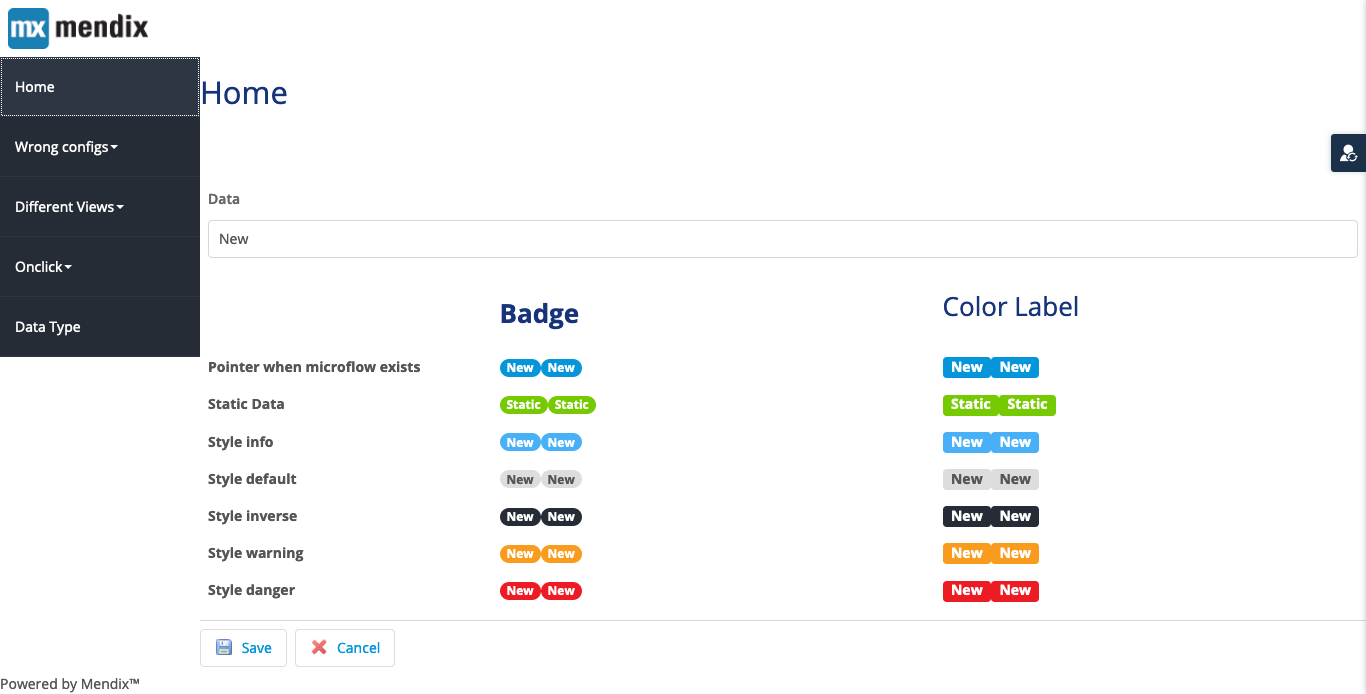 mx mendix
Home
Wrong configs
Different Views
Onclick
Data Type
Home
Data
New
Badge Color Label
Pointer when microflow exists New New New New
Static Data Static Static Static Static
Style info New New New New
Style default New New New New
Style inverse New New New New
Style warning New New New New
Style danger New New New New
Save Cancel
Powered by Mendix™